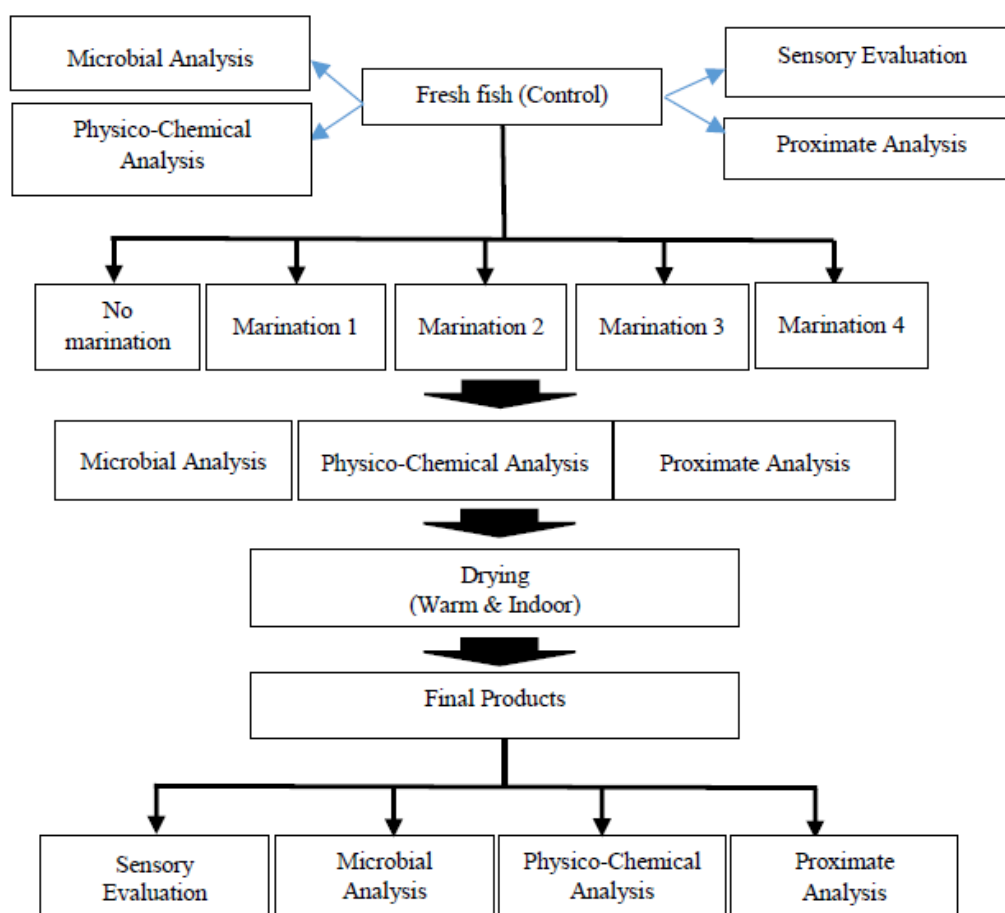 Microbial Analysis
Sensory Evaluation
Fresh fish (Control)
Physico-Chemical
Analysis
Proximate Analysis
No
marination
Marination 1
Marination 2
Marination 3
Marination 4
Microbial Analysis
Physico-Chemical Analysis
Proximate Analysis
Drying
(Warm & Indoor)
Final Products
Sensory
Evaluation
Microbial
Analysis
Physico-Chemical
Analysis
Proximate
Analysis